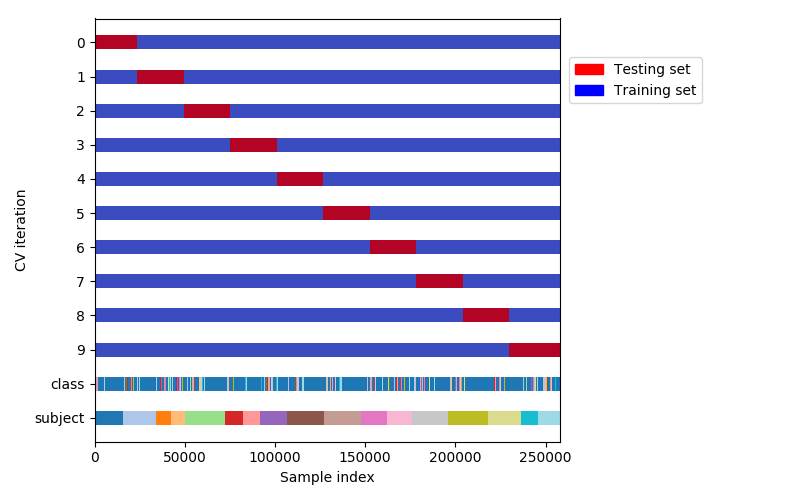 0
1
2
3
4
5
6
7
8
9
class
subject
CV iteration
0 50000 100000 150000 200000 250000
Sample index
Testing set
Training set